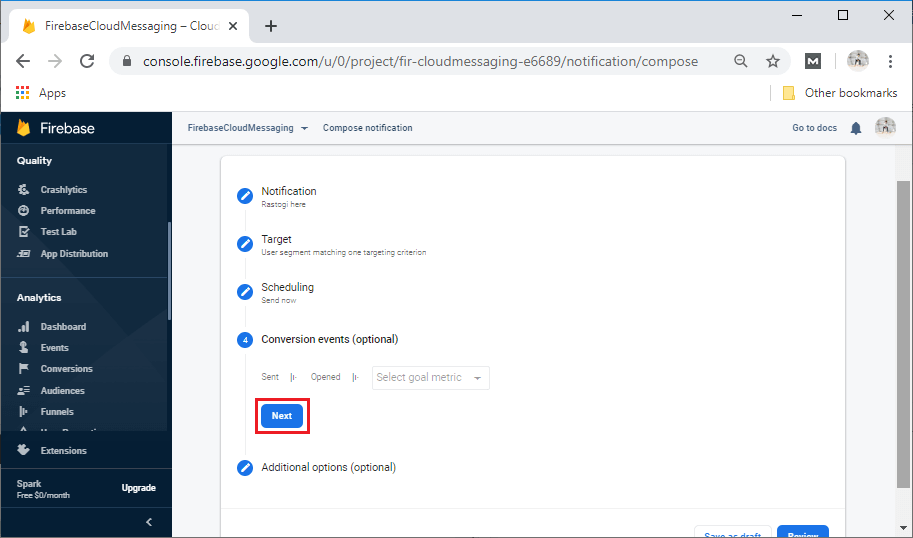 FirebaseCloudMessaging – Cloud
console.firebase.google.com/u/0/project/fir-cloudmessaging-e6689/notification/compose
M
Apps
Other bookmarks
Firebase
FirebaseCloudMessaging
Compose notification
Go to docs
Quality
Crashlytics
Performance
Test Lab
App Distribution
Analytics
Dashboard
Events
Conversions
Audiences
Funnels
Extensions
Spark
Free $0/month
Upgrade
Notification
Rastogi here
Target
User segment matching one targeting criterion
Scheduling
Send now
4
Conversion events (optional)
Sent
Opened
Select goal metric
Next
Additional options (optional)
Save as draft
Review